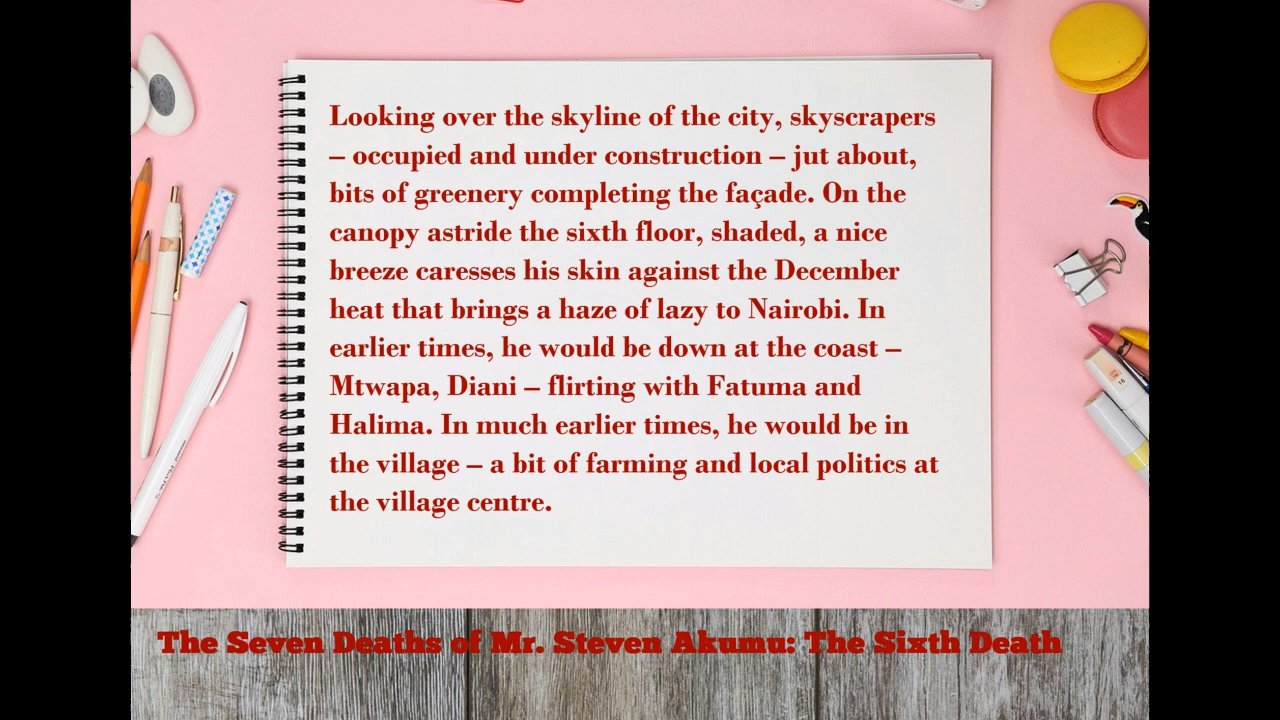 Looking over the skyline of the city, skyscrapers
– occupied and under construction – jut about,
bits of greenery completing the façade. On the
canopy astride the sixth floor, shaded, a nice
breeze caresses his skin against the December
heat that brings a haze of lazy to Nairobi. In
earlier times, he would be down at the coast –
Mtwapa, Diani – flirting with Fatuma and
Halima. In much earlier times, he would be in
the village – a bit of farming and local politics at
the village centre.
The Seven Deaths of Mr. Steven Akumu: The Sixth Death